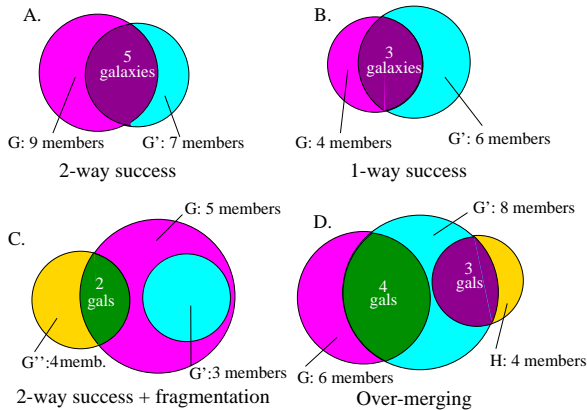 A.
5
galaxies
G: 9 members
G': 7 members
2-way success
B.
3
galaxies
G: 4 members
G': 6 members
1-way success
C.
G: 5 members
2
gals
G'':4memb.
G':3 members
2-way success + fragmentation
D.
G': 8 members
4
gals
3
gals
G: 6 members
H: 4 members
Over-merging